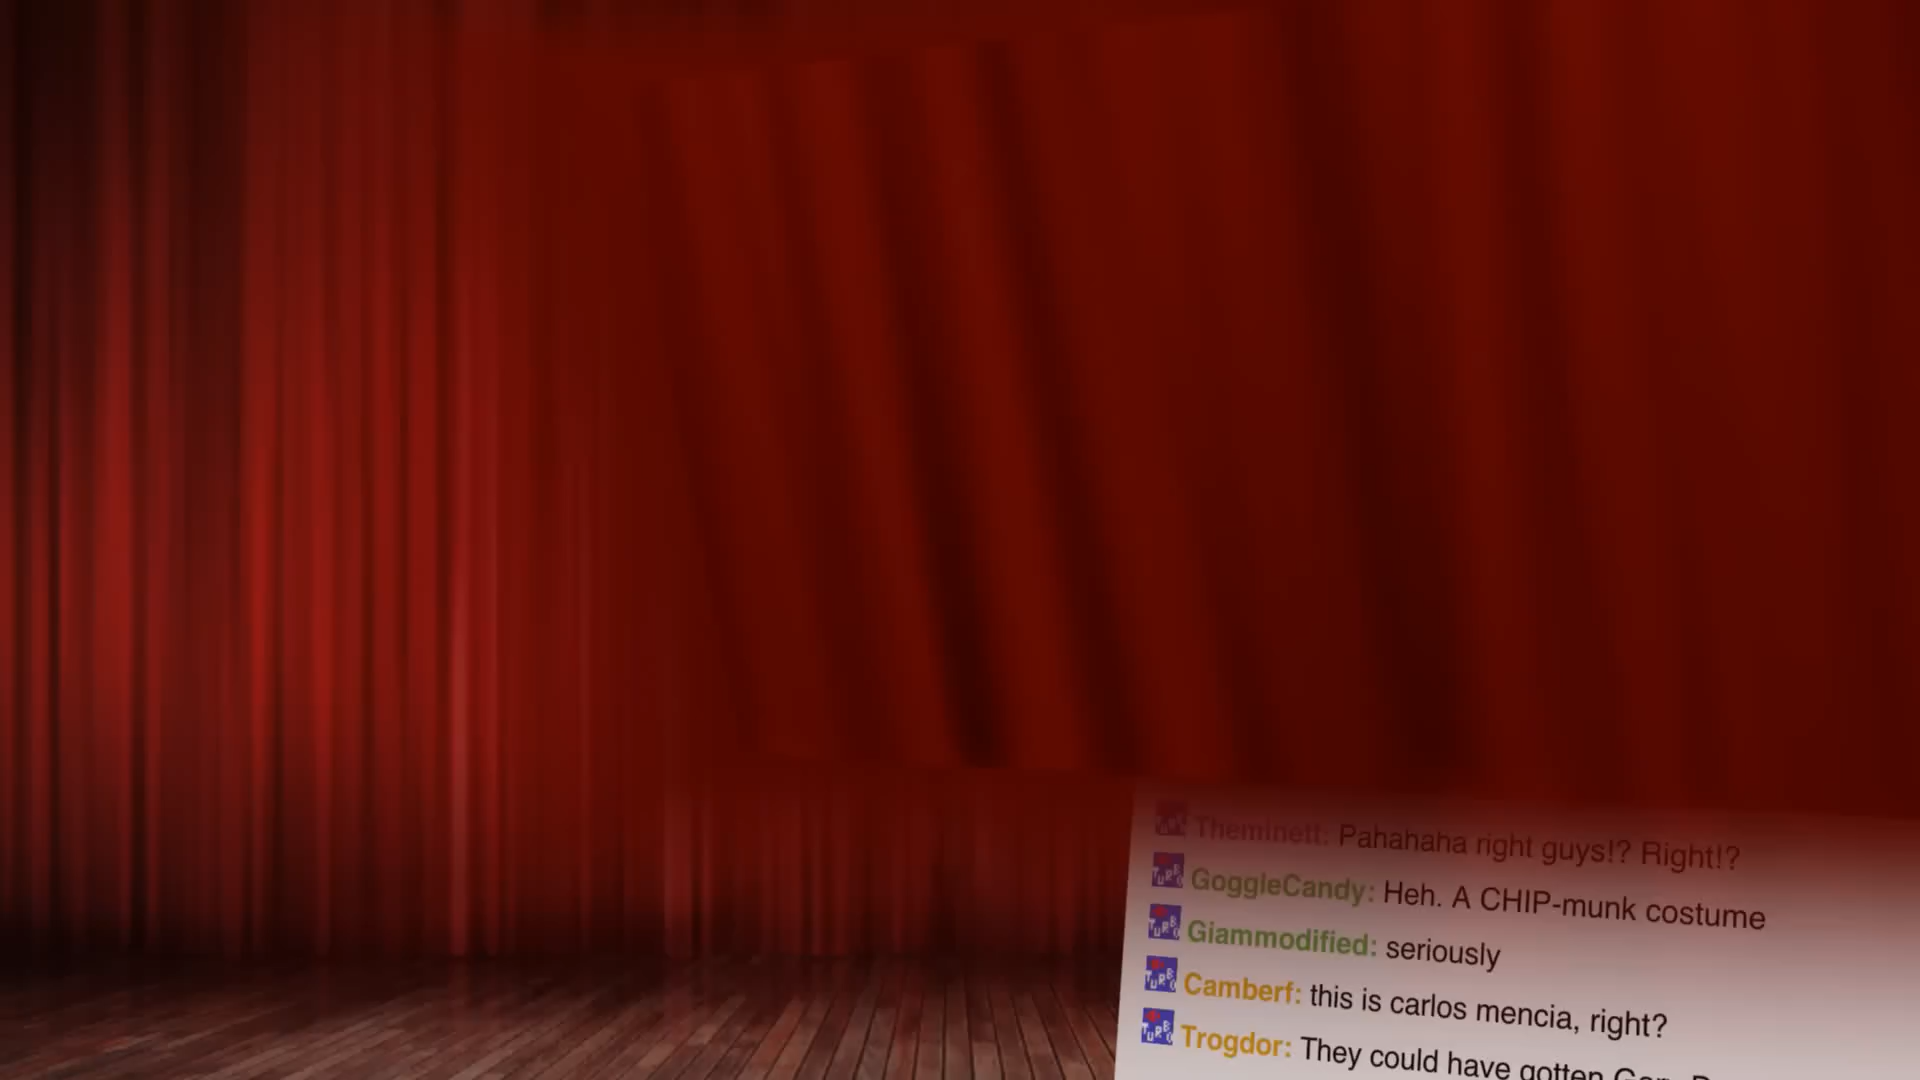 Theminett: Pahahaha right guys!? Right!?
GoggleCandy: Heh. A CHIP-munk costume
Giammodified: seriously
Camberf: this is carlos mencia, right?
Trogdor: They could have gotten